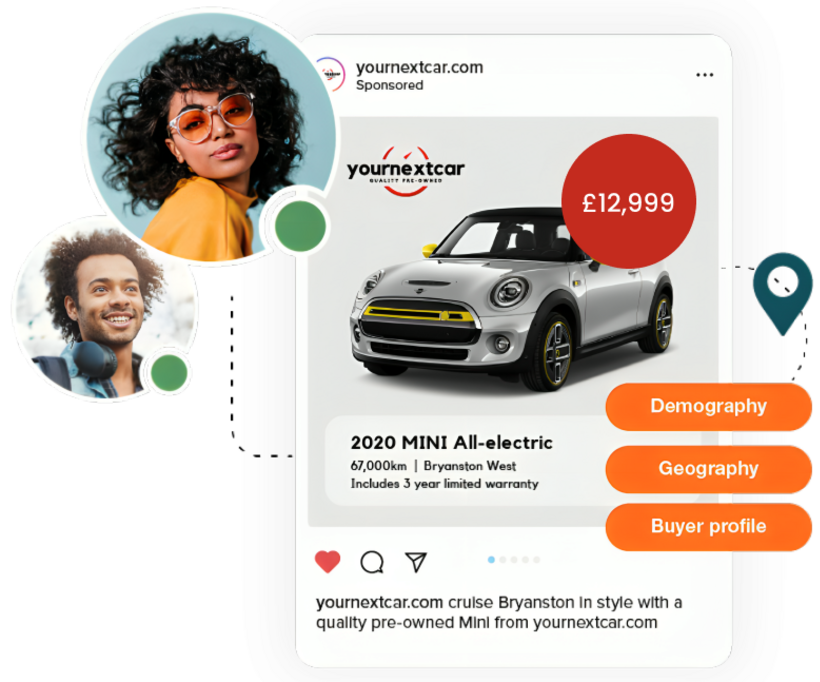 yournextcar.com
Sponsored
yournextcar
QUALITY PRE-OWNED
£12,999
2020 MINI All-electric
67,000km | Bryanston West
Includes 3 year limited warranty
Demography
Geography
Buyer profile
yournextcar.com cruise Bryanston in style with a
quality pre-owned Mini from yournextcar.com